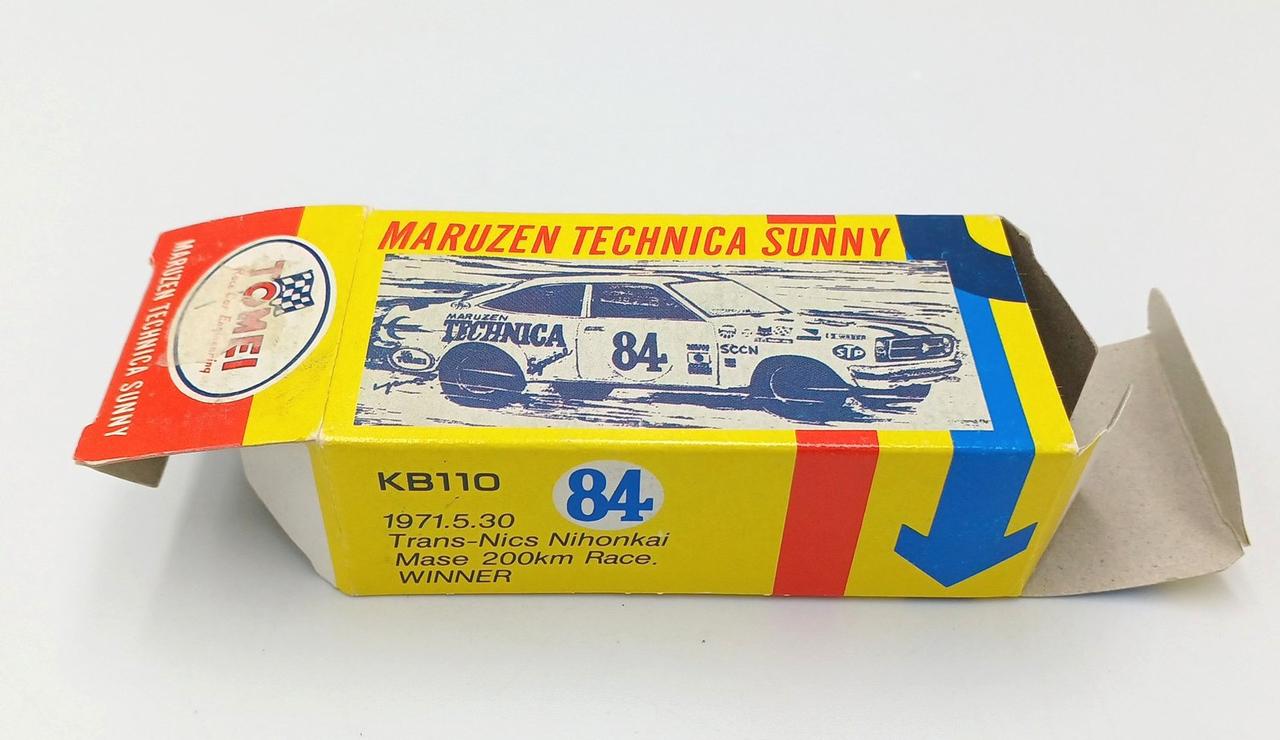 MARUZEN TECHNICA SUNNY
TOMEI
MARUZEN TECHNICA SUNNY
MARUZEN
TECHNICA
84
SCCN
STP
KB110
84
1971.5.30
Trans-Nics Nihonkai
Mase 200km Race.
WINNER